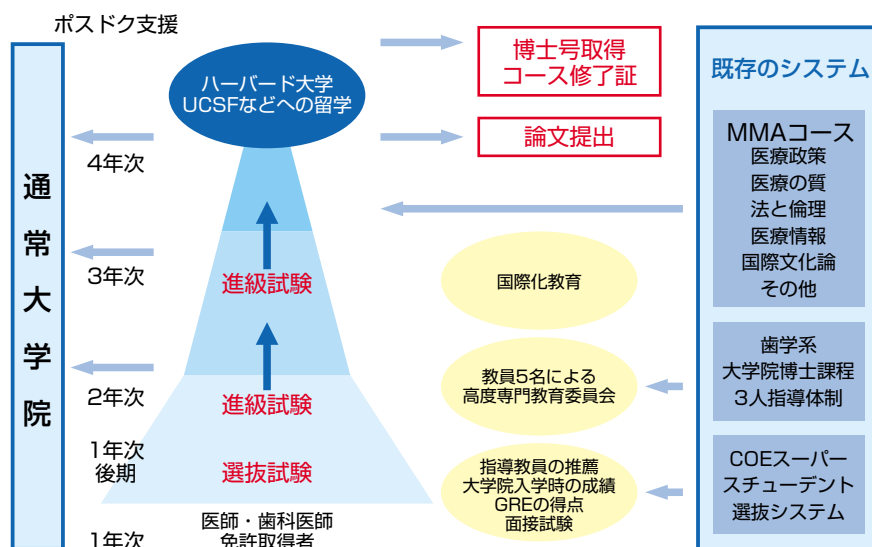 ポスドク支援
通常大学院
4年次
3年次
2年次
1年次
後期
1年次
ハーバード大学
UCSFなどへの留学
進級試験
進級試験
選抜試験
医師・歯科医師
免許取得者
博士号取得
コース修了証
論文提出
国際化教育
教員5名による
高度専門教育委員会
指導教員の推薦
大学院入学時の成績
GREの得点
面接試験
既存のシステム
MMAコース
医療政策
医療の質
法と倫理
医療情報
国際文化論
その他
歯学系
大学院博士課程
3人指導体制
COEスーパー
スチューデント
選抜システム